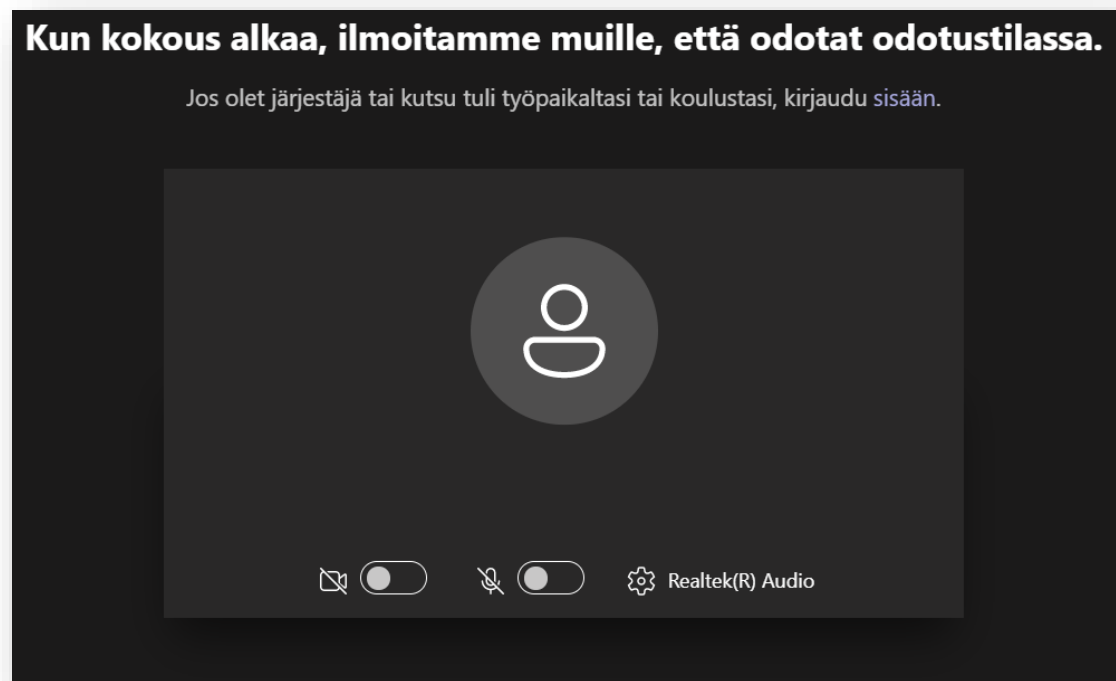 Kun kokous alkaa, ilmoitamme muille, että odotat odotustilassa.
Jos olet järjestäjä tai kutsu tuli työpaikaltasi tai koulustasi, kirjaudu sisään.
Realtek(R) Audio